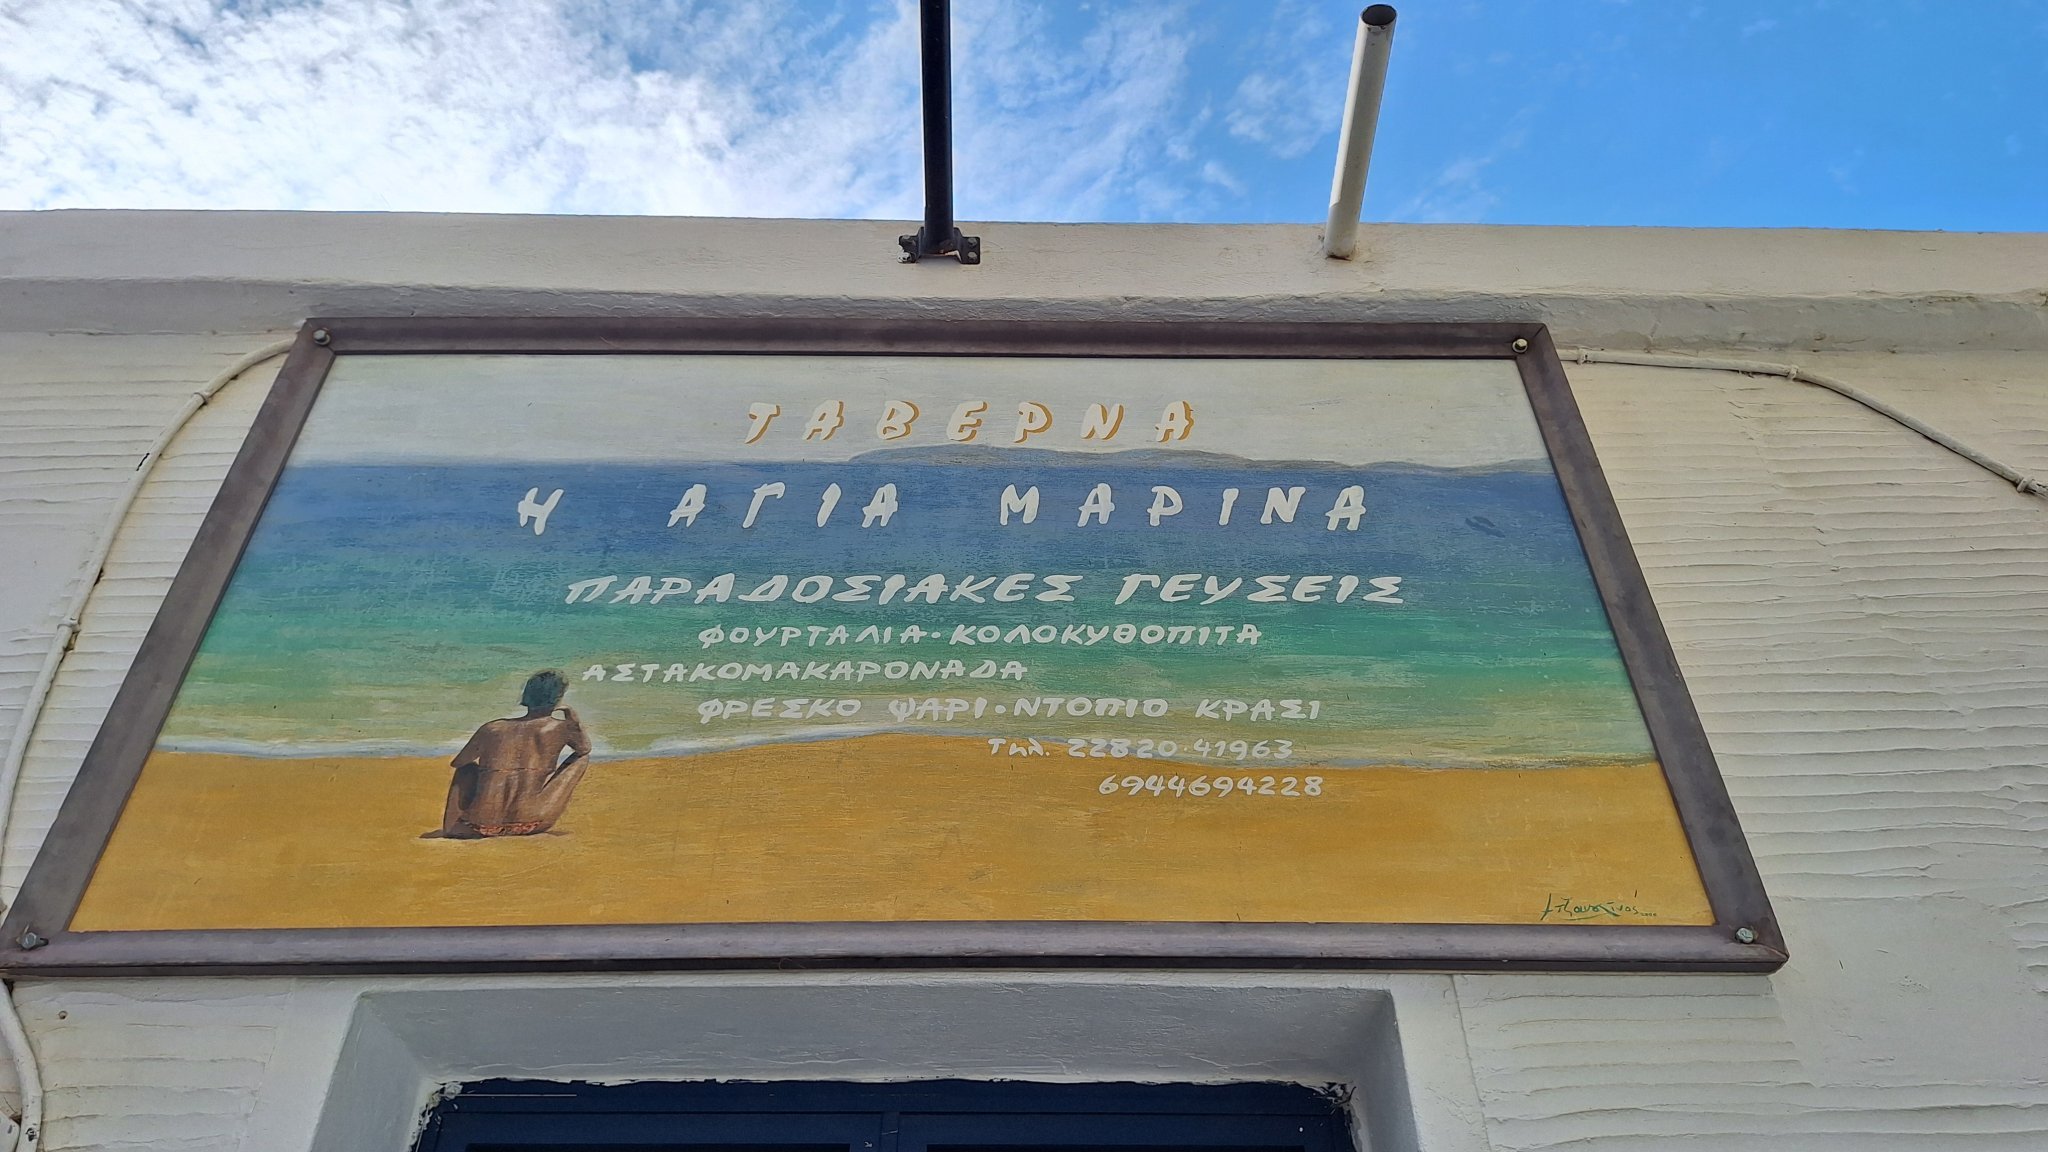 ΤΑΒΕΡΝΑ
Η ΑΓΙΑ ΜΑΡΙΝΑ
ΠΑΡΑΔΟΣΙΑΚΕΣ ΓΕΥΣΕΙΣ
ΦΟΥΡΤΑΛΙΑ·ΚΟΛΟΚΥΘΟΠΙΤΑ
ΑΣΤΑΚΟΜΑΚΑΡΟΝΑΔΑ
ΦΡΕΣΚΟ ΨΑΡΙ·ΝΤΟΠΙΟ ΚΡΑΣΙ
Τηλ. 22820·41963
6944694228